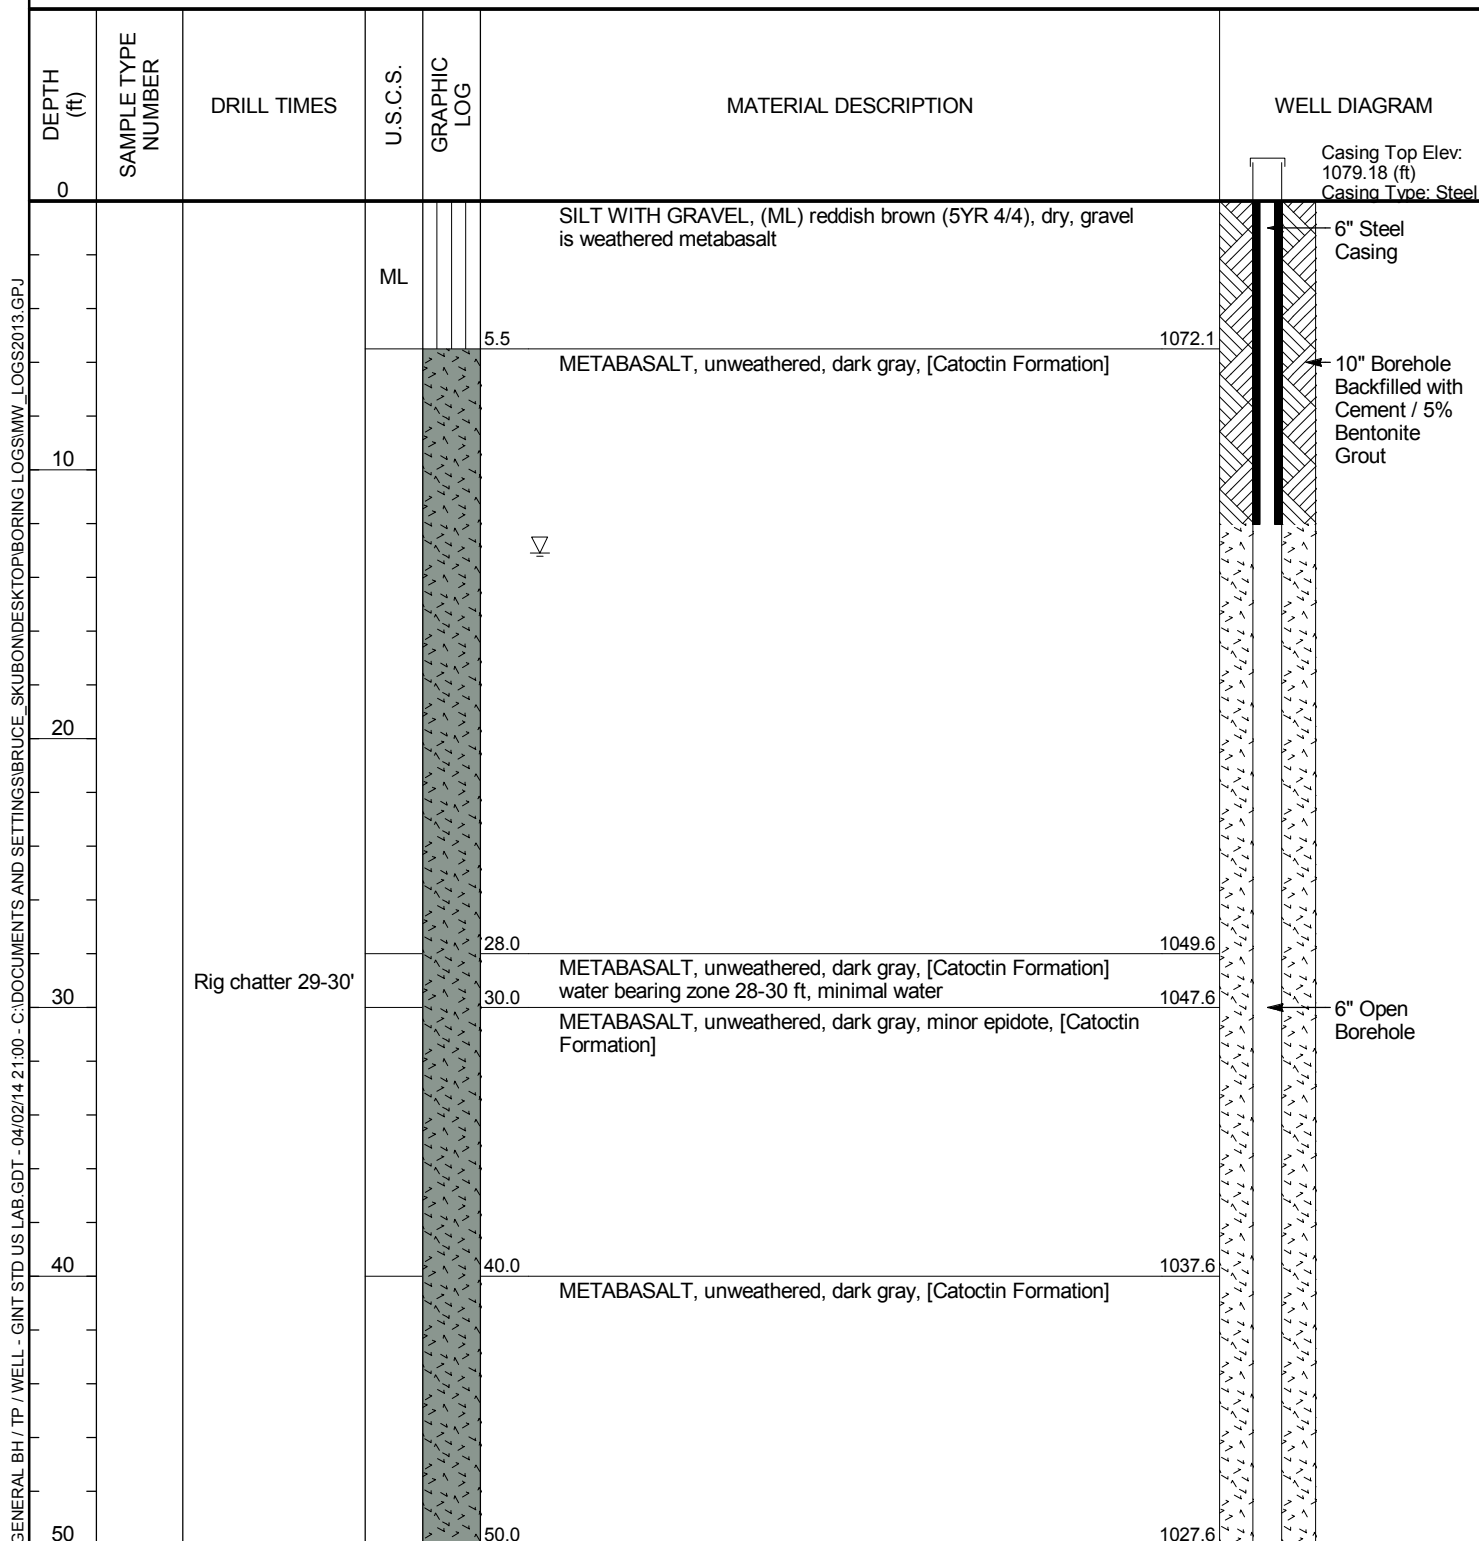 DEPTH
(ft)
SAMPLE TYPE
NUMBER
DRILL TIMES
U.S.C.S.
GRAPHIC
LOG
MATERIAL DESCRIPTION
WELL DIAGRAM
Casing Top Elev:
1079.18 (ft)
Casing Type: Steel
0
SILT WITH GRAVEL, (ML) reddish brown (5YR 4/4), dry, gravel
is weathered metabasalt
6" Steel
Casing
ML
5.5
1072.1
METABASALT, unweathered, dark gray, [Catoctin Formation]
10" Borehole
Backfilled with
Cement / 5%
Bentonite
Grout
10
20
28.0
1049.6
METABASALT, unweathered, dark gray, [Catoctin Formation]
water bearing zone 28-30 ft, minimal water
Rig chatter 29-30'
30
30.0
1047.6
METABASALT, unweathered, dark gray, minor epidote, [Catoctin
Formation]
6" Open
Borehole
40
40.0
1037.6
METABASALT, unweathered, dark gray, [Catoctin Formation]
50
50.0
1027.6
GENERAL BH / TP / WELL - GINT STD US LAB.GDT - 04/02/14 21:00 - C:\DOCUMENTS AND SETTINGS\BRUCE_SKUBON\DESKTOP\BORING LOGS\MW_LOGS2013.GPJ